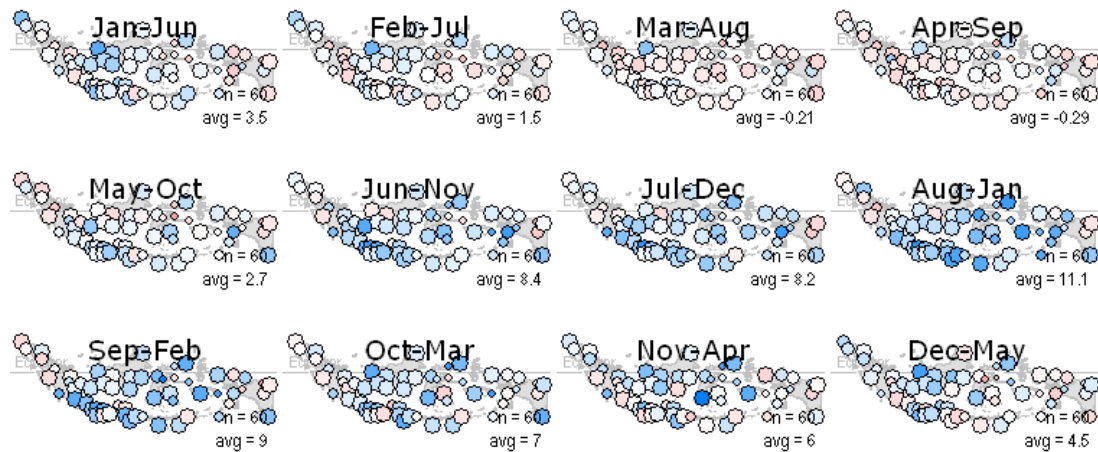 Jan-Jun
n = 60
avg = 3.5
Feb-Jul
n = 60
avg = 1.5
Mar-Aug
n = 60
avg = -0.21
Apr-Sep
n = 60
avg = -0.29
May-Oct
n = 60
avg = 2.7
Jun-Nov
n = 60
avg = 8.4
Jul-Dec
n = 60
avg = 8.2
Aug-Jan
n = 60
avg = 11.1
Sep-Feb
n = 60
avg = 9
Oct-Mar
n = 60
avg = 7
Nov-Apr
n = 60
avg = 6
Dec-May
n = 60
avg = 4.5